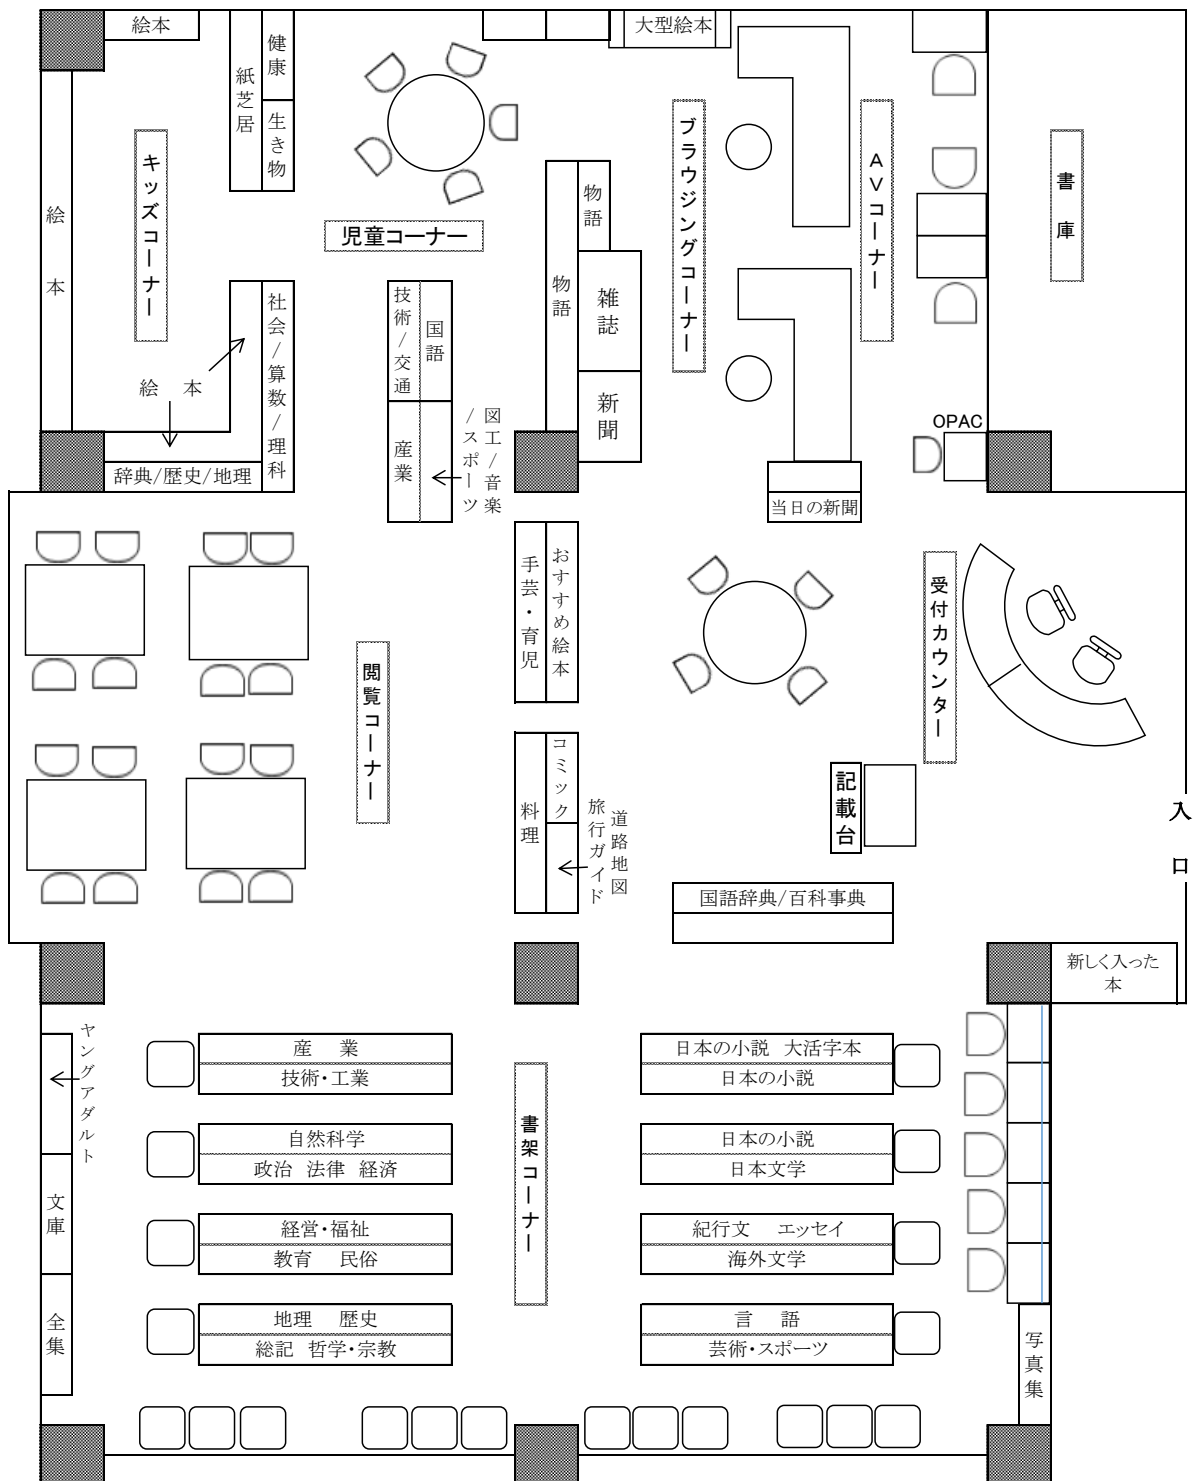 絵本
健康
大型絵本
紙芝居
生き物
キッズコーナー
ブラウジングコーナー
AVコーナー
書庫
絵本
物語
児童コーナー
物語
雑誌
技術/交通
国語
社会/算数/理科
絵本
新聞
産業
図工/音楽
/スポーツ
OPAC
辞典/歴史/地理
当日の新聞
手芸・育児
おすすめ絵本
受付カウンター
閲覧コーナー
コミック
料理
道路地図
旅行ガイド
記載台
入口
国語辞典/百科事典
新しく入った
本
ヤングアダルト
産業
技術・工業
日本の小説 大活字本
日本の小説
書架コーナー
自然科学
政治 法律 経済
日本の小説
日本文学
文庫
経営・福祉
教育 民俗
紀行文 エッセイ
海外文学
全集
地理 歴史
総記 哲学・宗教
言語
芸術・スポーツ
写真集